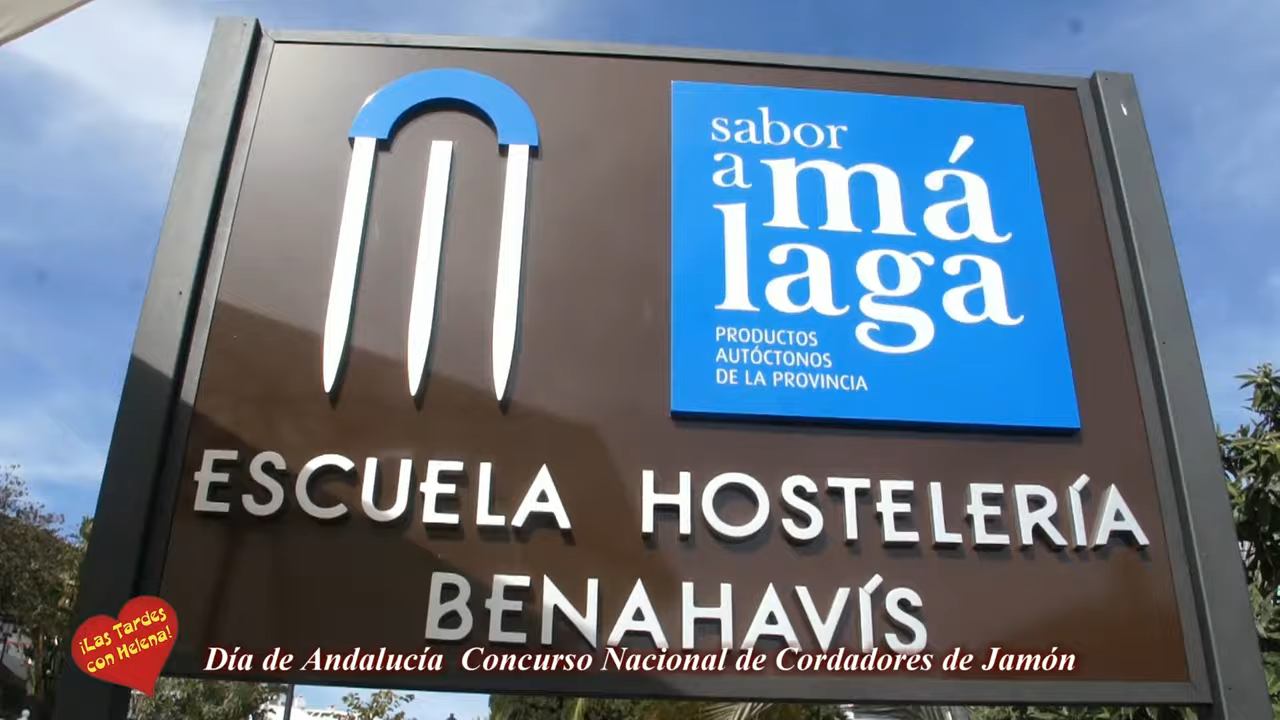 sabor
a má
laga
PRODUCTOS
AUTÓCTONOS
DE LA PROVINCIA
ESCUELA HOSTELERÍA
BENAHAVÍS
¡Las Tardes
con Helena!
Día de Andalucía Concurso Nacional de Cordadores de Jamón